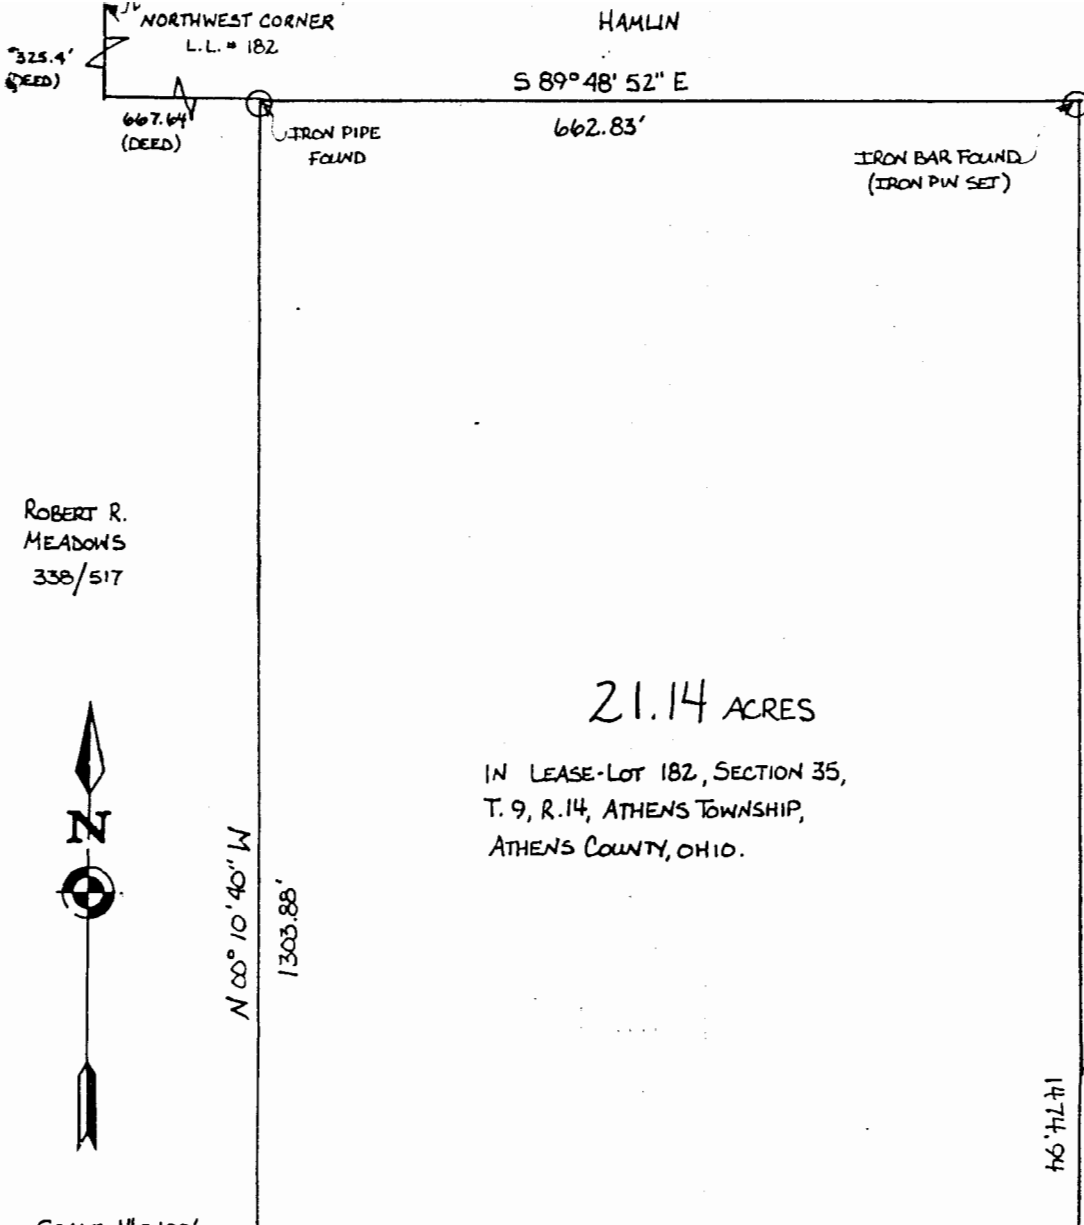 NORTHWEST CORNER
L.L. # 182
HAMLIN
325.4'
(DEED)
S 89° 48' 52" E
667.64'
(DEED)
662.83'
IRON PIPE
FOUND
IRON BAR FOUND
(IRON PIN SET)
ROBERT R.
MEADOWS
338/517
21.14 ACRES
IN LEASE-LOT 182, SECTION 35,
T. 9, R.14, ATHENS TOWNSHIP,
ATHENS COUNTY, OHIO.
N
N 00° 10' 40" W
1303.88'
1474.94